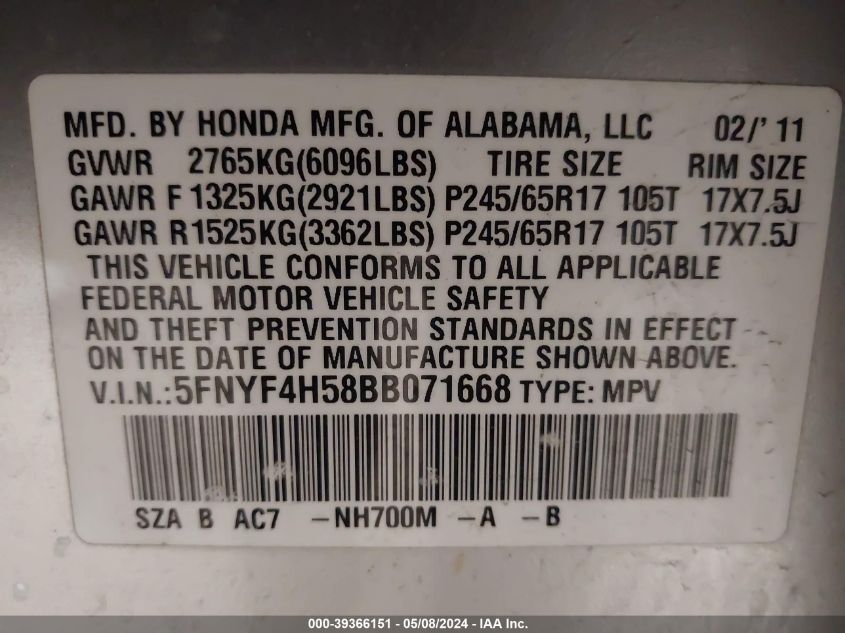 MFD. BY HONDA MFG. OF ALABAMA, LLC 02/' 11
GVWR 2765KG(6096LBS) TIRE SIZE RIM SIZE
GAWR F 1325KG(2921LBS) P245/65R17 105T 17X7.5J
GAWR R1525KG(3362LBS) P245/65R17 105T 17X7.5J
THIS VEHICLE CONFORMS TO ALL APPLICABLE
FEDERAL MOTOR VEHICLE SAFETY
AND THEFT PREVENTION STANDARDS IN EFFECT
ON THE DATE OF MANUFACTURE SHOWN ABOVE.
V.I.N.:5FNYF4H58BB071668 TYPE: MPV
SZA B AC7 -NH700M -A -B
000-39366151 - 05/08/2024 - IAA Inc.